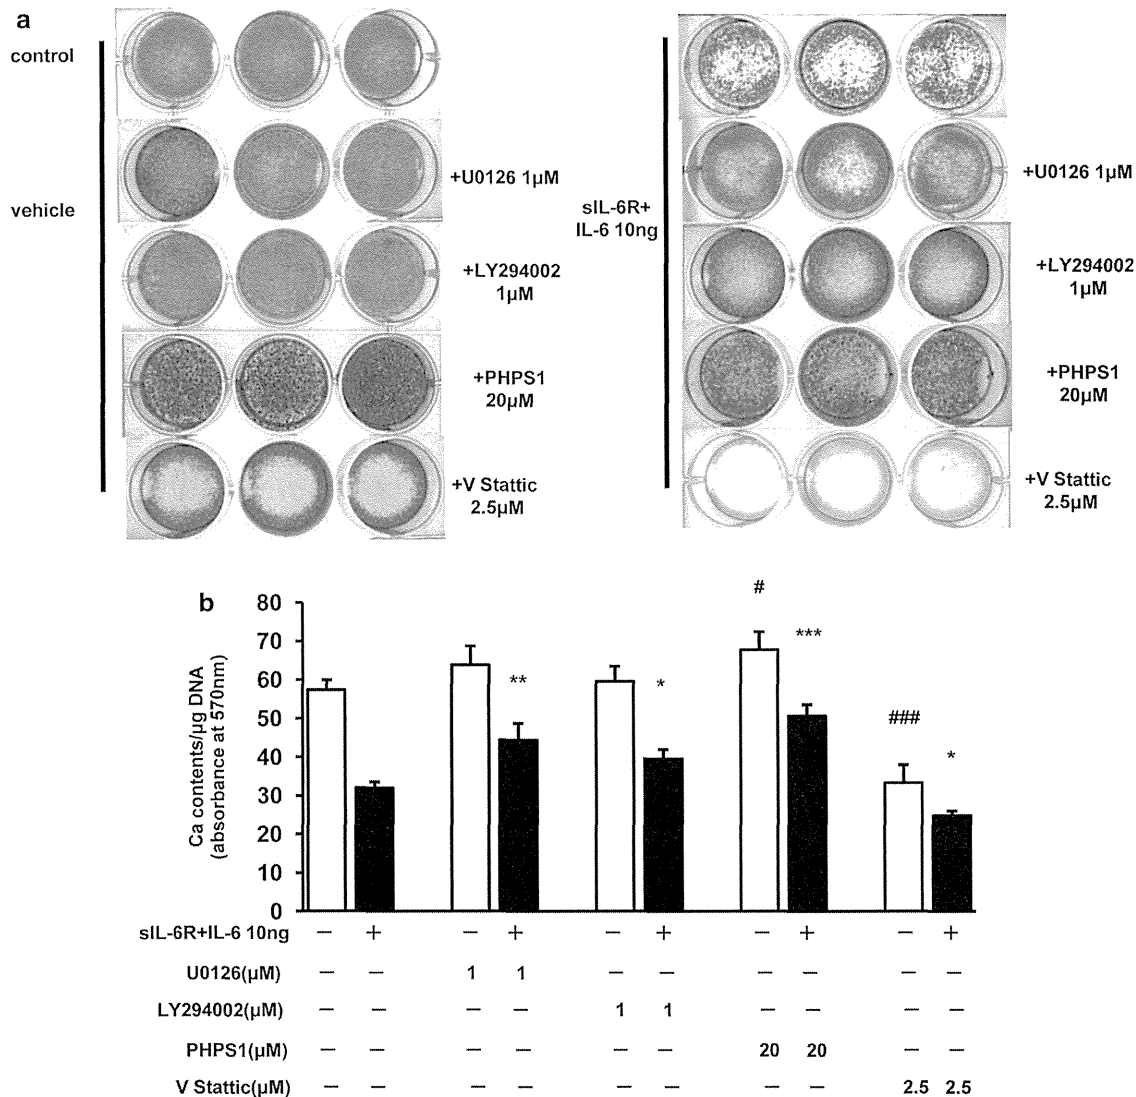 a
control
vehicle
+U0126 1µM
+LY294002
1µM
+PHPS1
20µM
+V Stattic
2.5µM
sIL-6R+
IL-6 10ng
+U0126 1µM
+LY294002
1µM
+PHPS1
20µM
+V Stattic
2.5µM
b
Ca contents/µg DNA
(absorbance at 570nm)
80
70
60
50
40
30
20
10
0
#
***
**
*
###
*
sIL-6R+IL-6 10ng − + − + − + − + − +
U0126(µM) − − 1 1 − − − − − −
LY294002(µM) − − − − 1 1 − − − −
PHPS1(µM) − − − − − − 20 20 − −
V Stattic(µM) − − − − − − − − 2.5 2.5